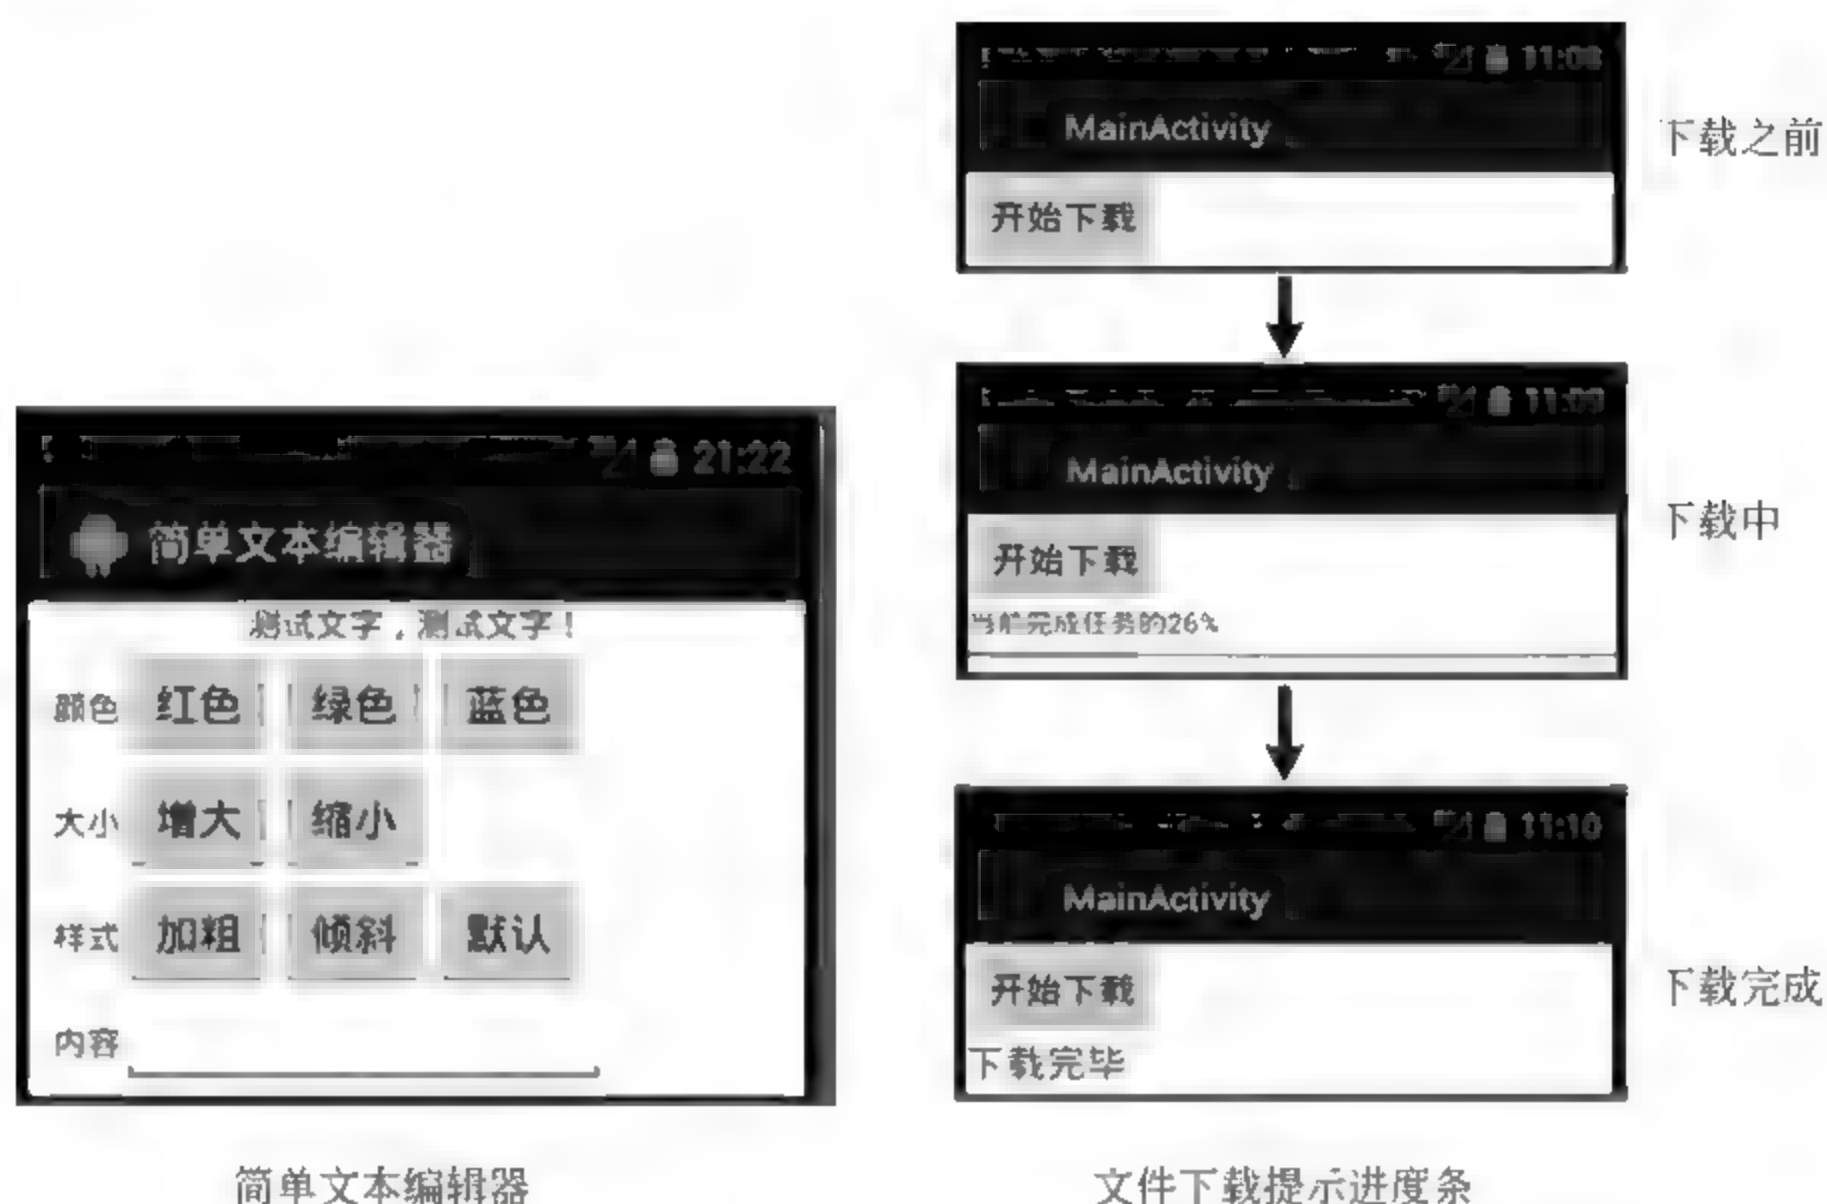 21:22
简单文本编辑器
测试文字，测试文字！
颜色 红色 绿色 蓝色
大小 增大 缩小
样式 加粗 倾斜 默认
内容
简单文本编辑器
11:08
MainActivity
开始下载
下载之前
11:09
MainActivity
开始下载
当前完成任务的26%
下载中
11:10
MainActivity
开始下载
下载完毕
下载完成
文件下载提示进度条